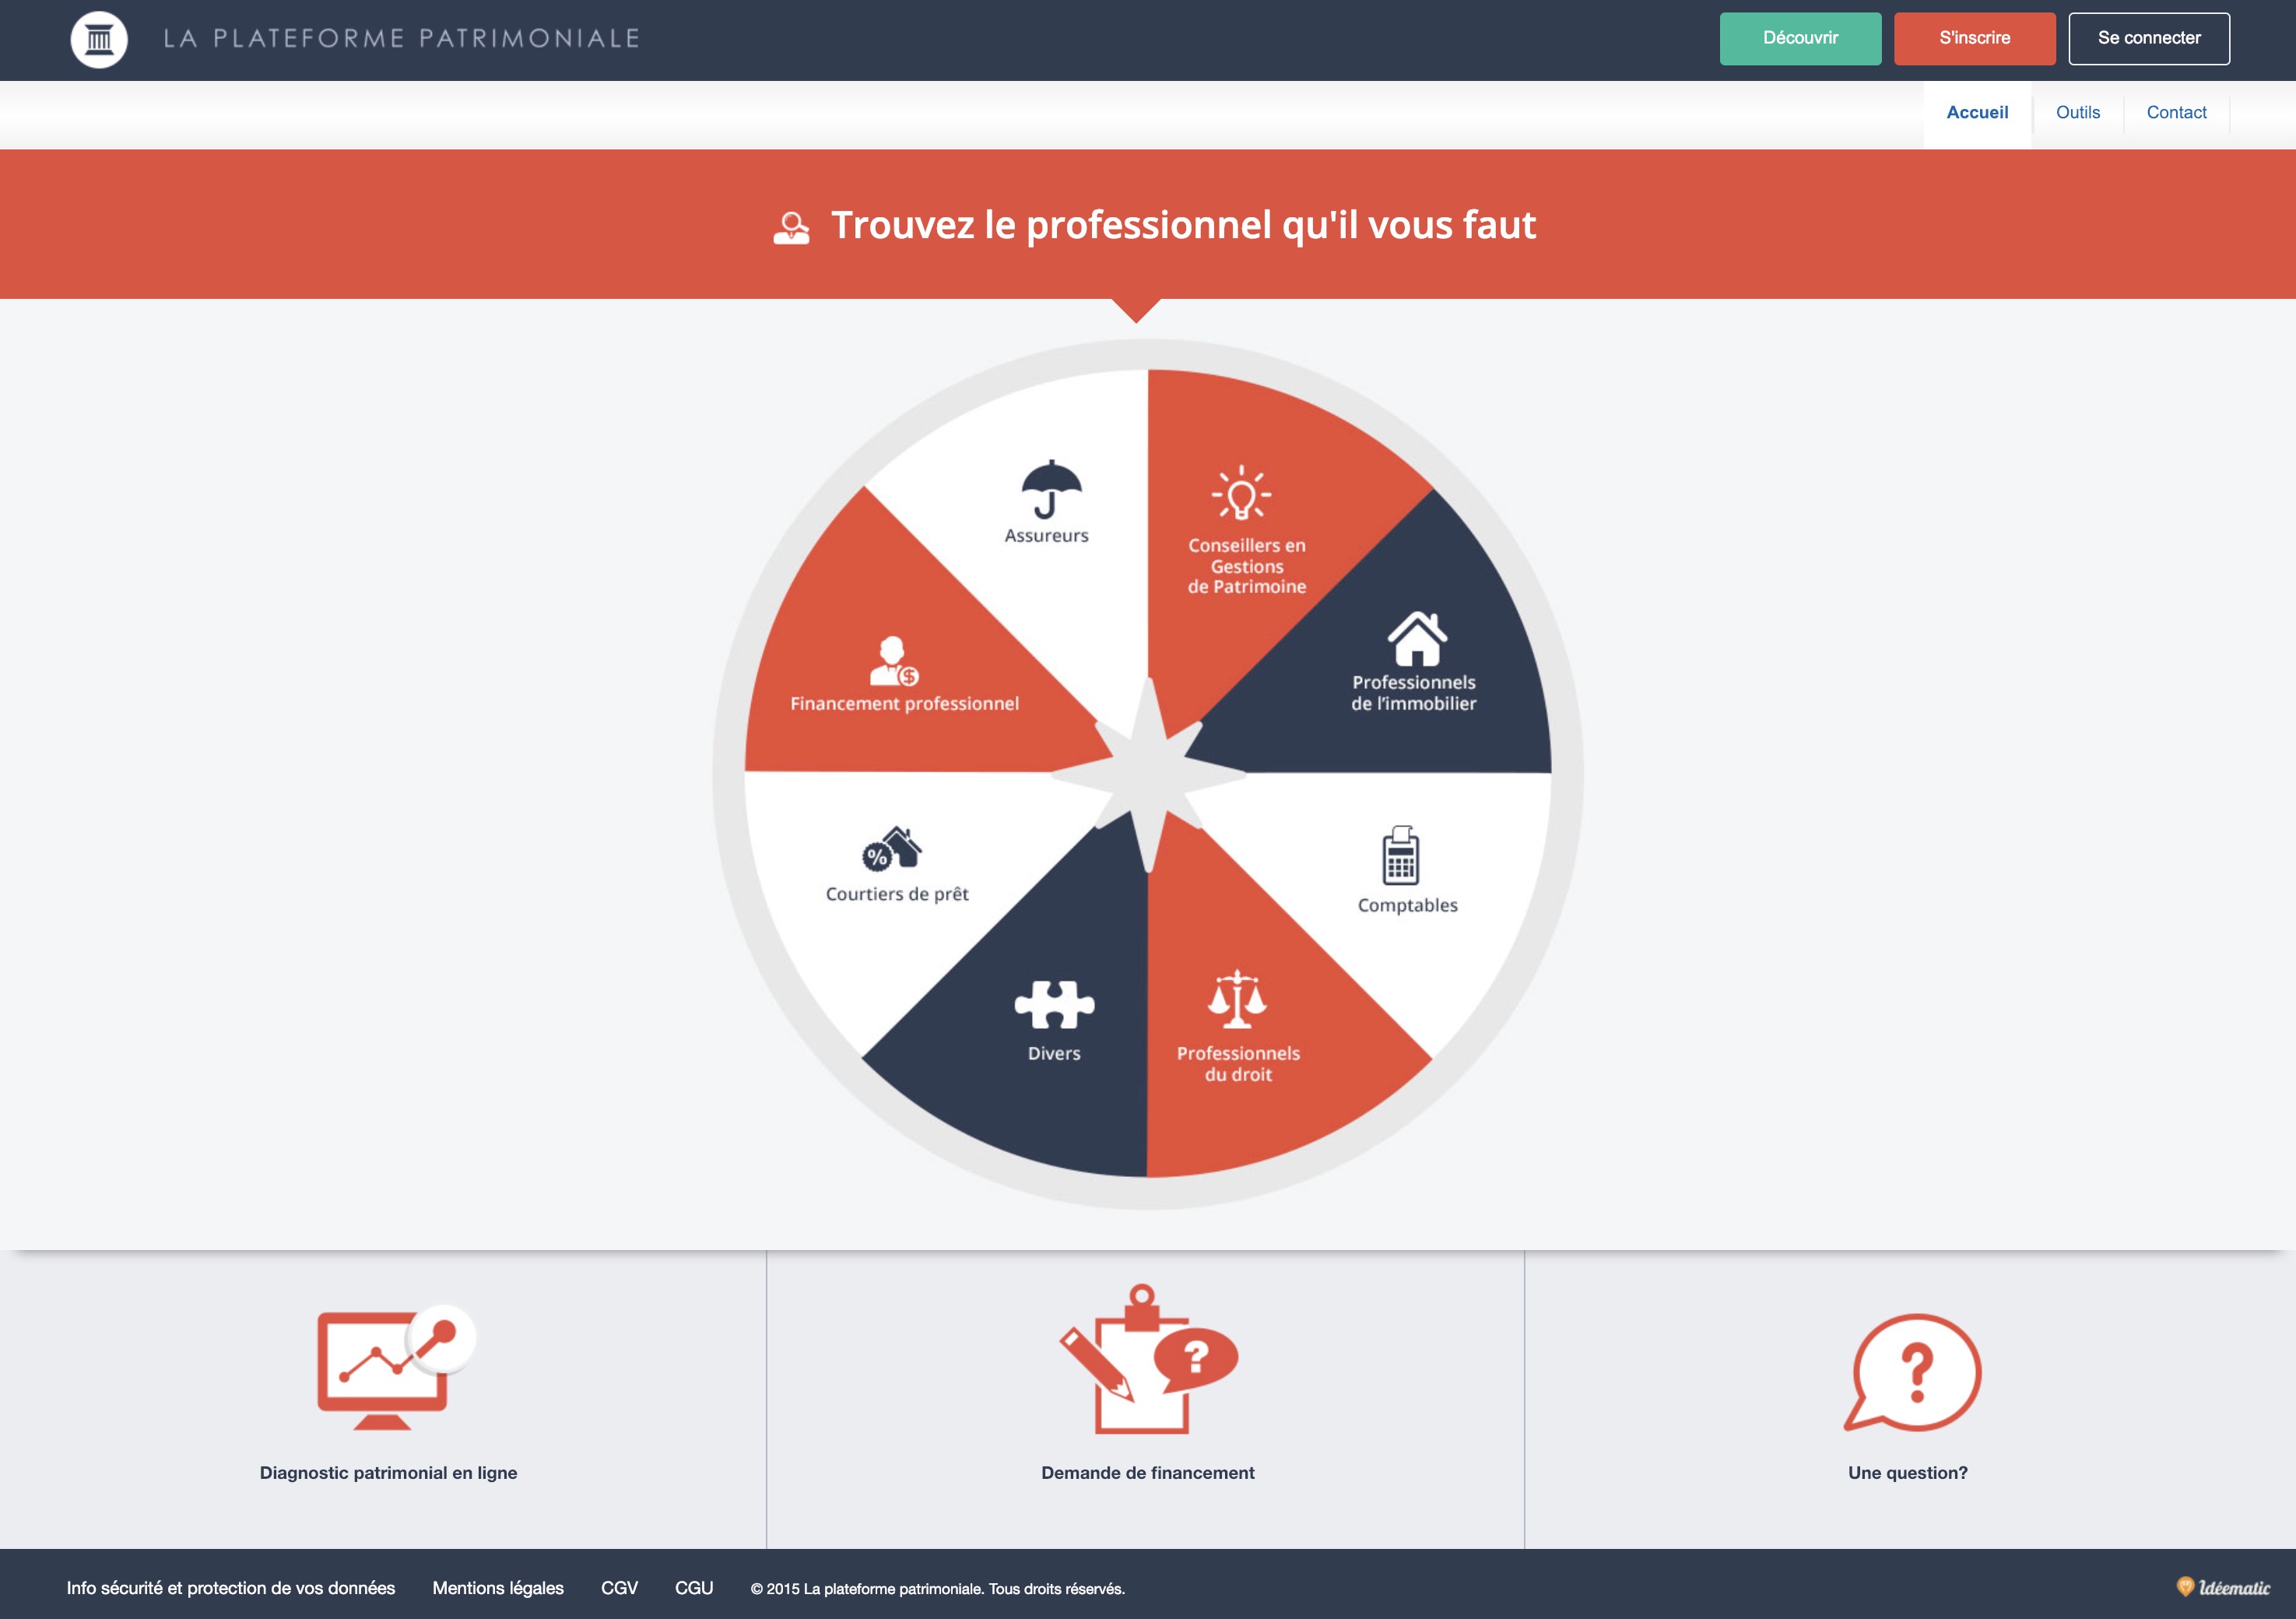 LA PLATEFORME PATRIMONIALE
Découvrir
S'inscrire
Se connecter
Accueil
Outils
Contact
Trouvez le professionnel qu'il vous faut
Assureurs
Conseillers en
Gestions
de Patrimoine
Financement professionnel
$
Professionnels
de l'immobilier
%
Courtiers de prêt
Comptables
Divers
Professionnels
du droit
?
?
Diagnostic patrimonial en ligne
Demande de financement
Une question?
Info sécurité et protection de vos données
Mentions légales
CGV
CGU
© 2015 La plateforme patrimoniale. Tous droits réservés.
Idéematic